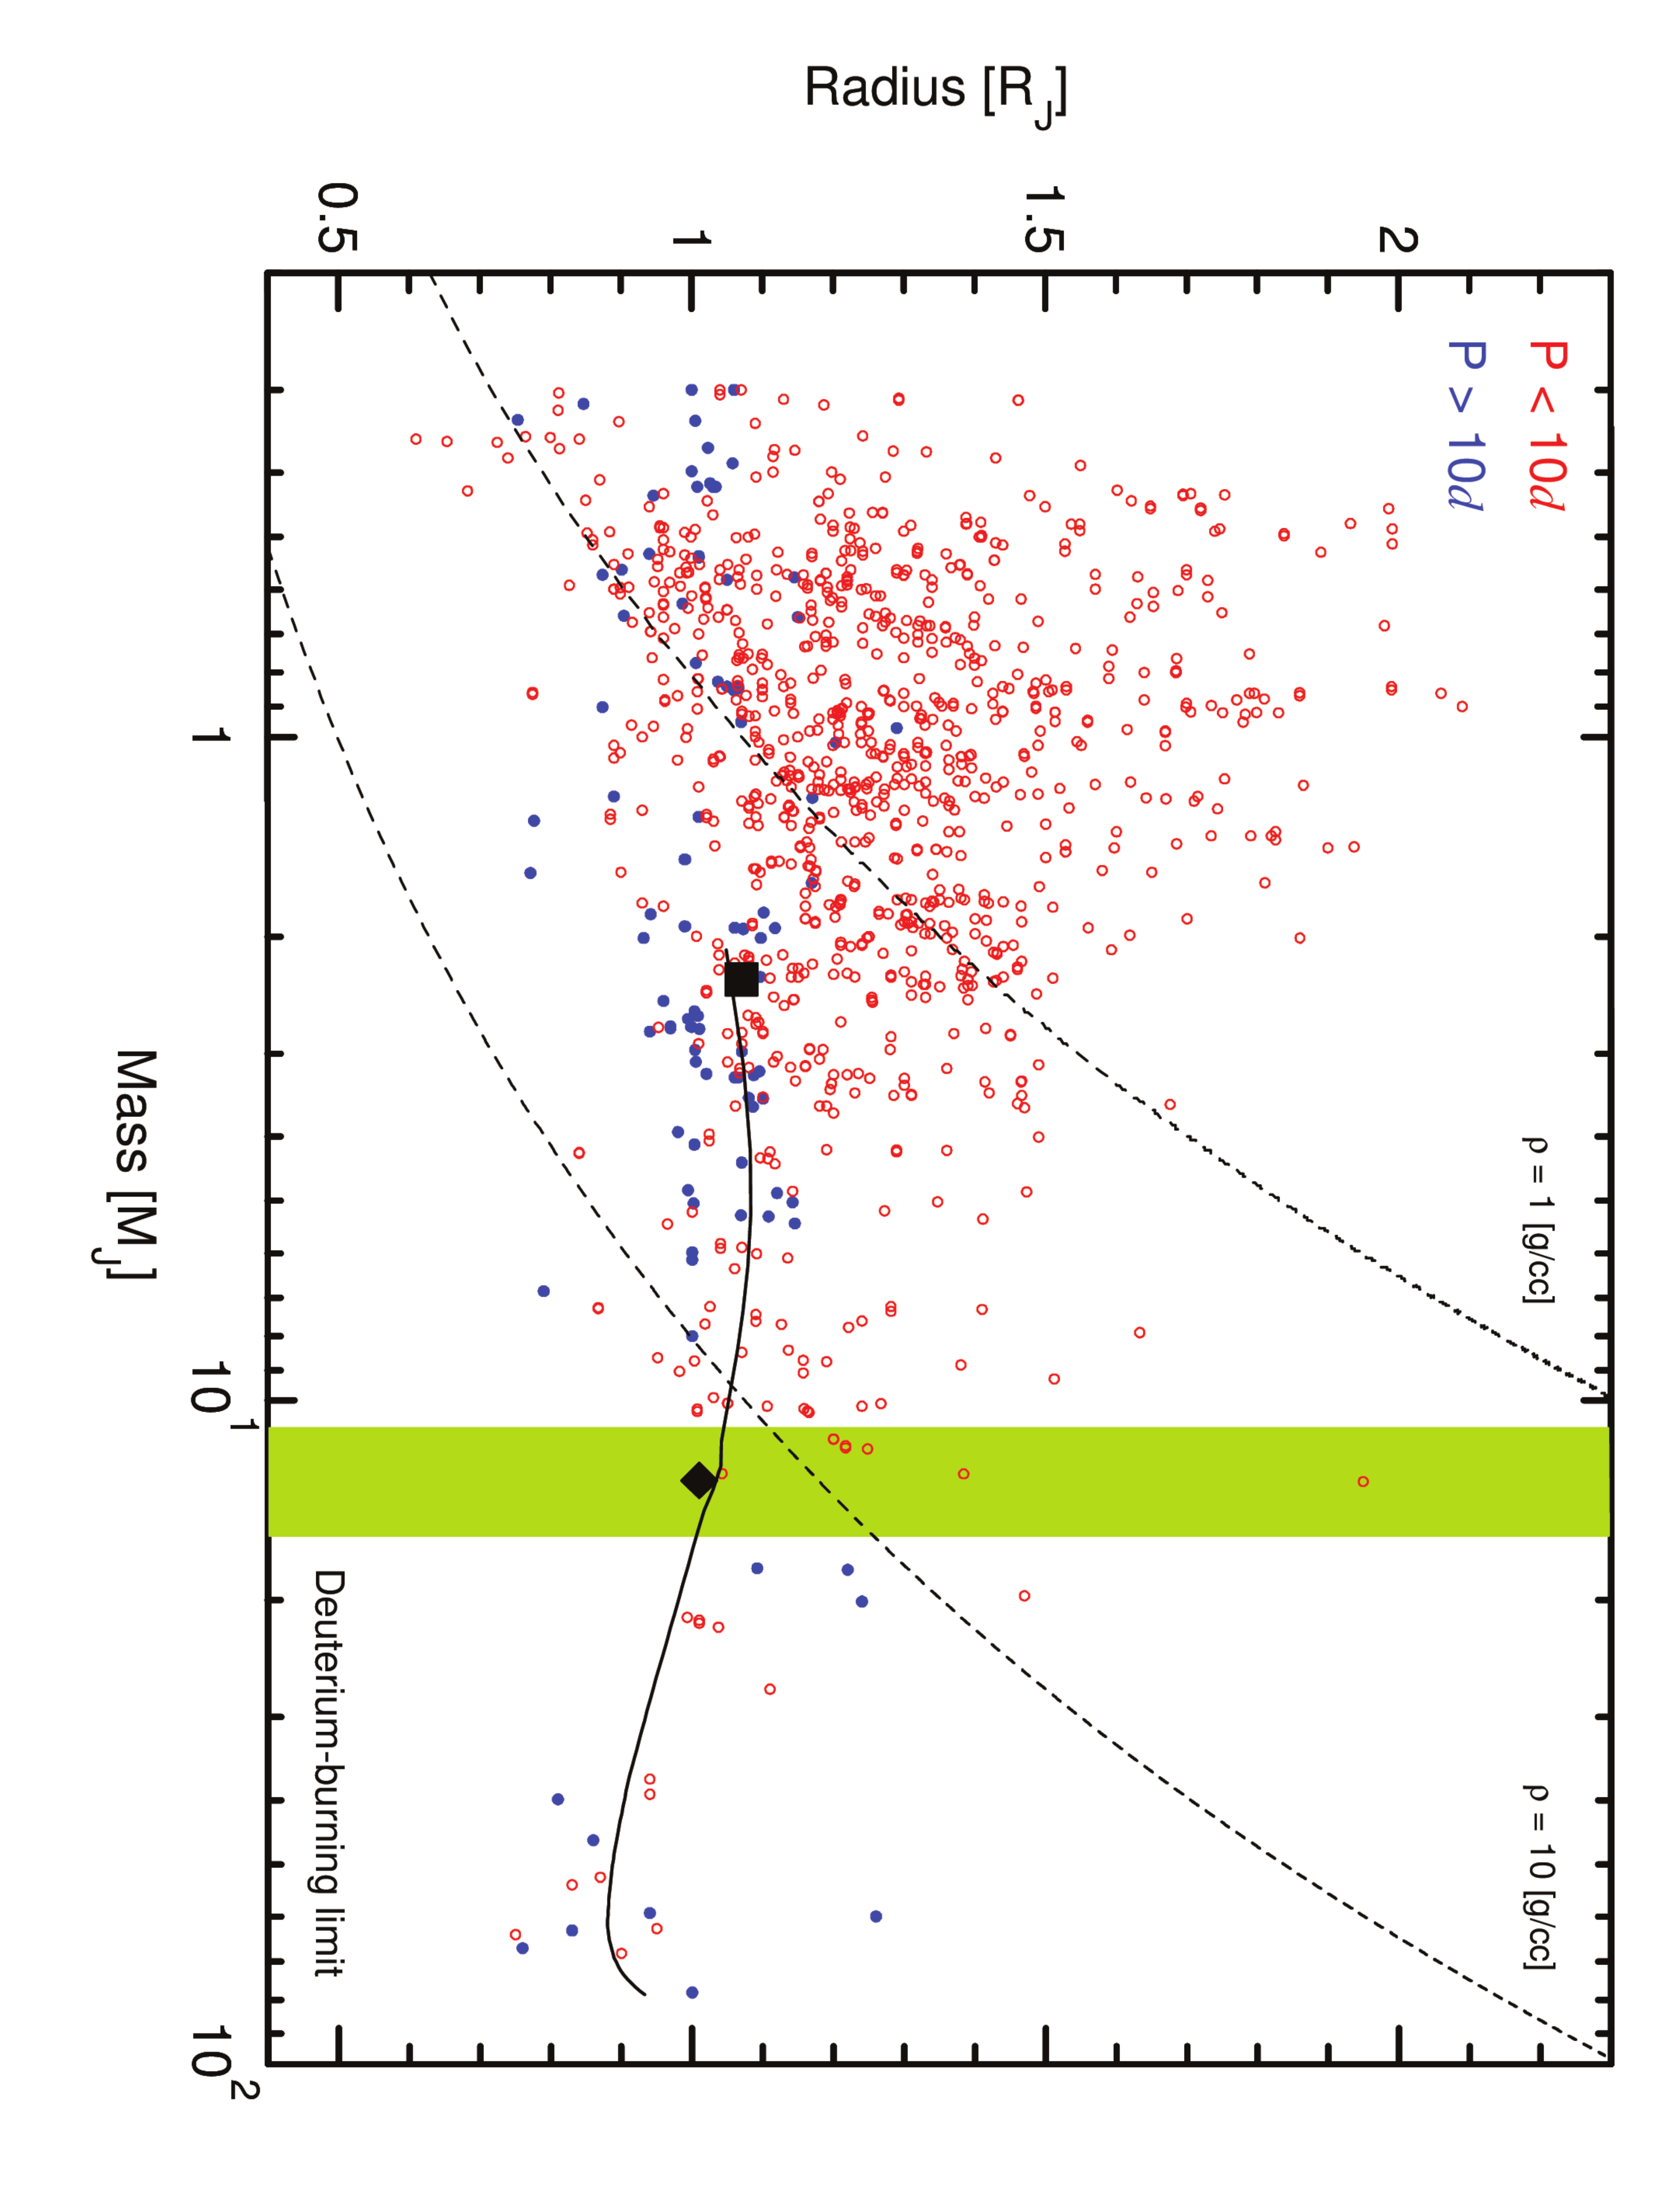 P < 10d
P > 10d
ρ = 1 [g/cc]
ρ = 10 [g/cc]
Deuterium-burning limit
Radius [R_J]
2
1.5
1
0.5
1
10^1
10^2
Mass [M_J]